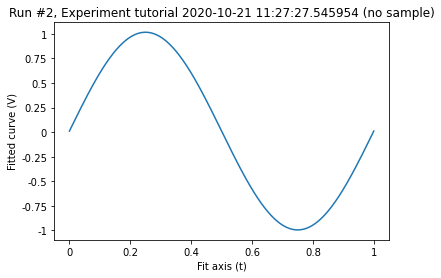 Run #2, Experiment tutorial 2020-10-21 11:27:27.545954 (no sample)
1
0.75
0.5
0.25
0
-0.25
-0.5
-0.75
-1
Fitted curve (V)
0 0.2 0.4 0.6 0.8 1
Fit axis (t)